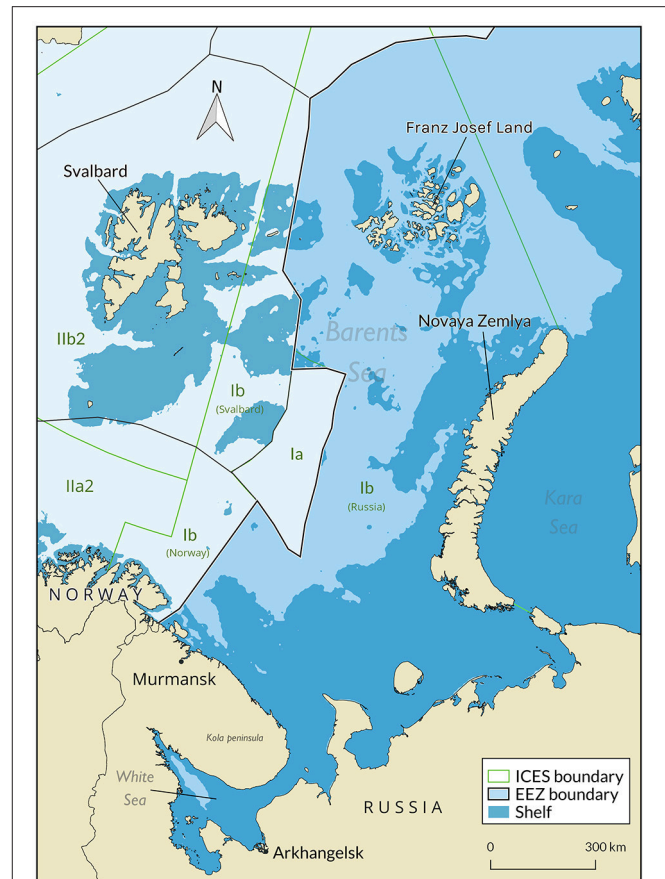 N
Franz Josef Land
Svalbard
Barents
Sea
Novaya Zemlya
IIb2
Ib
(Svalbard)
Ia
IIa2
Ib
(Russia)
Kara
Sea
Ib
(Norway)
NORWAY
Murmansk
Kola peninsula
White
Sea
RUSSIA
Arkhangelsk
ICES boundary
EEZ boundary
Shelf
0 300 km